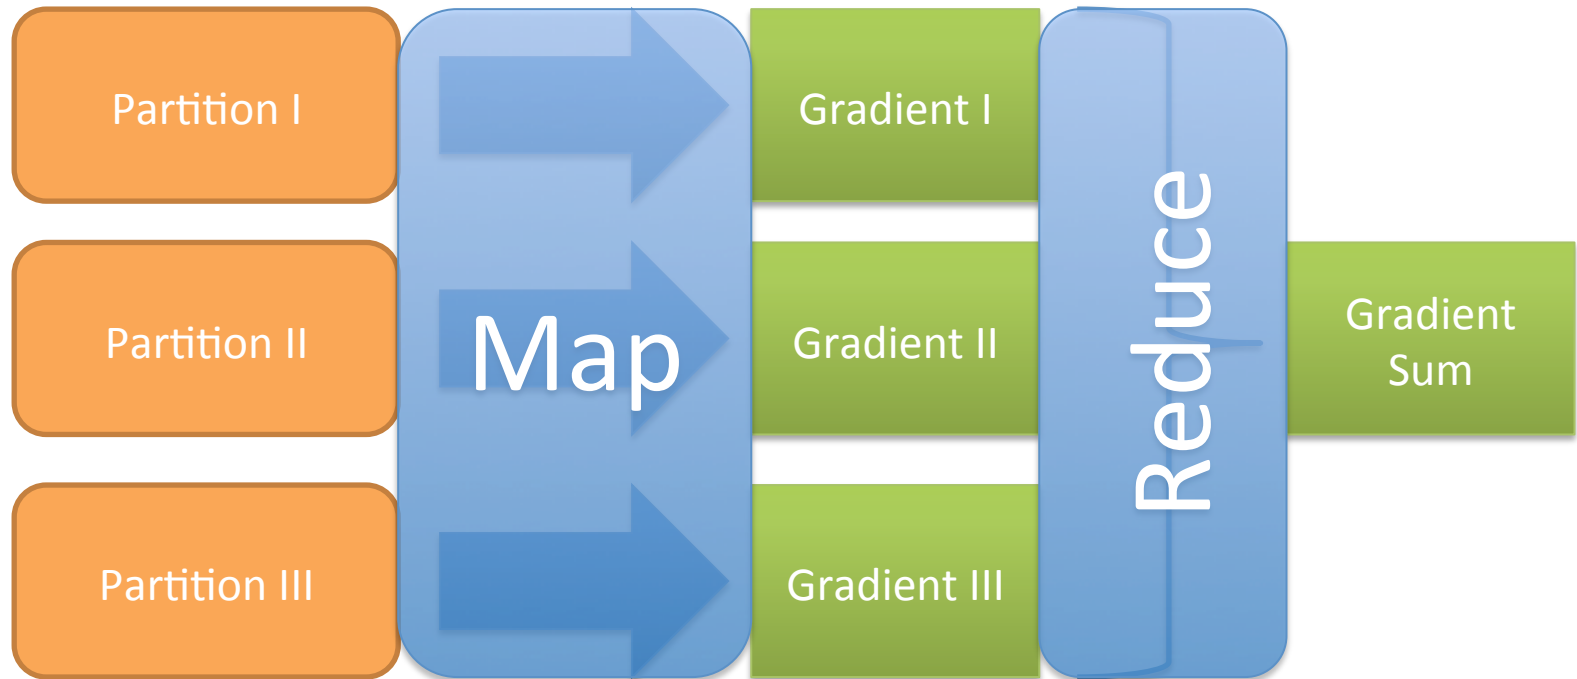 Partition I
Gradient I
Partition II
Map
Gradient II
Reduce
Gradient
Sum
Partition III
Gradient III